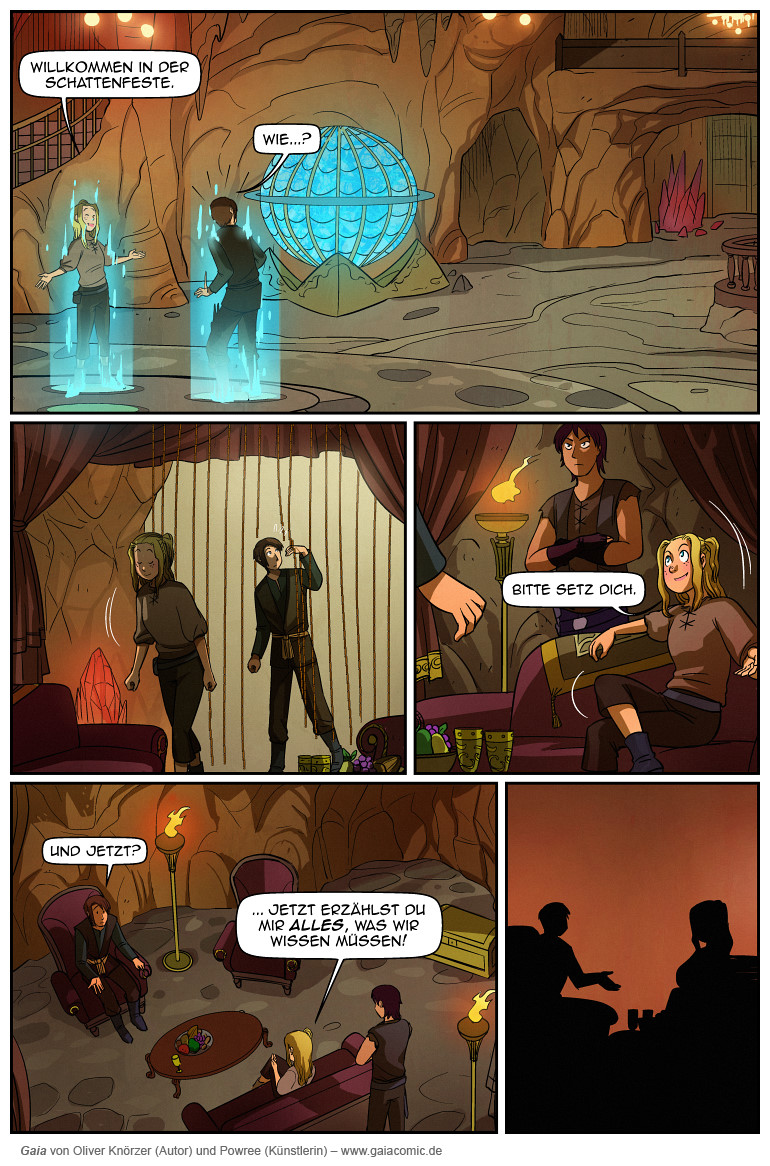 WILLKOMMEN IN DER
SCHATTENFESTE.
WIE...?
BITTE SETZ DICH.
UND JETZT?
... JETZT ERZÄHLST DU
MIR ALLES, WAS WIR
WISSEN MÜSSEN!
Gaia von Oliver Knörzer (Autor) und Powree (Künstlerin) – www.gaiacomic.de